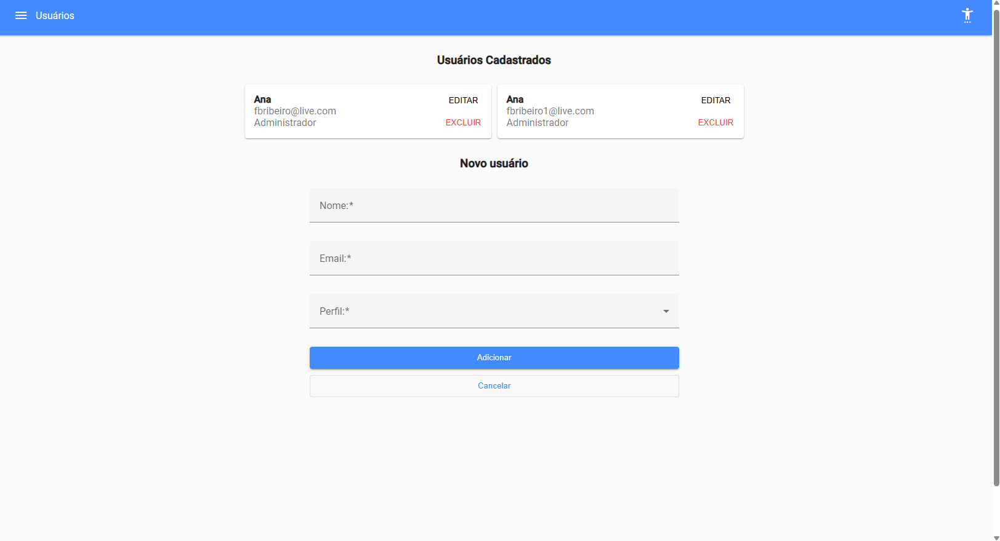 Usuários
Usuários Cadastrados
Ana
EDITAR
fbribeiro@live.com
Administrador
EXCLUIR
Ana
EDITAR
fbribeiro1@live.com
Administrador
EXCLUIR
Novo usuário
Nome:*
Email:*
Perfil:*
Adicionar
Cancelar